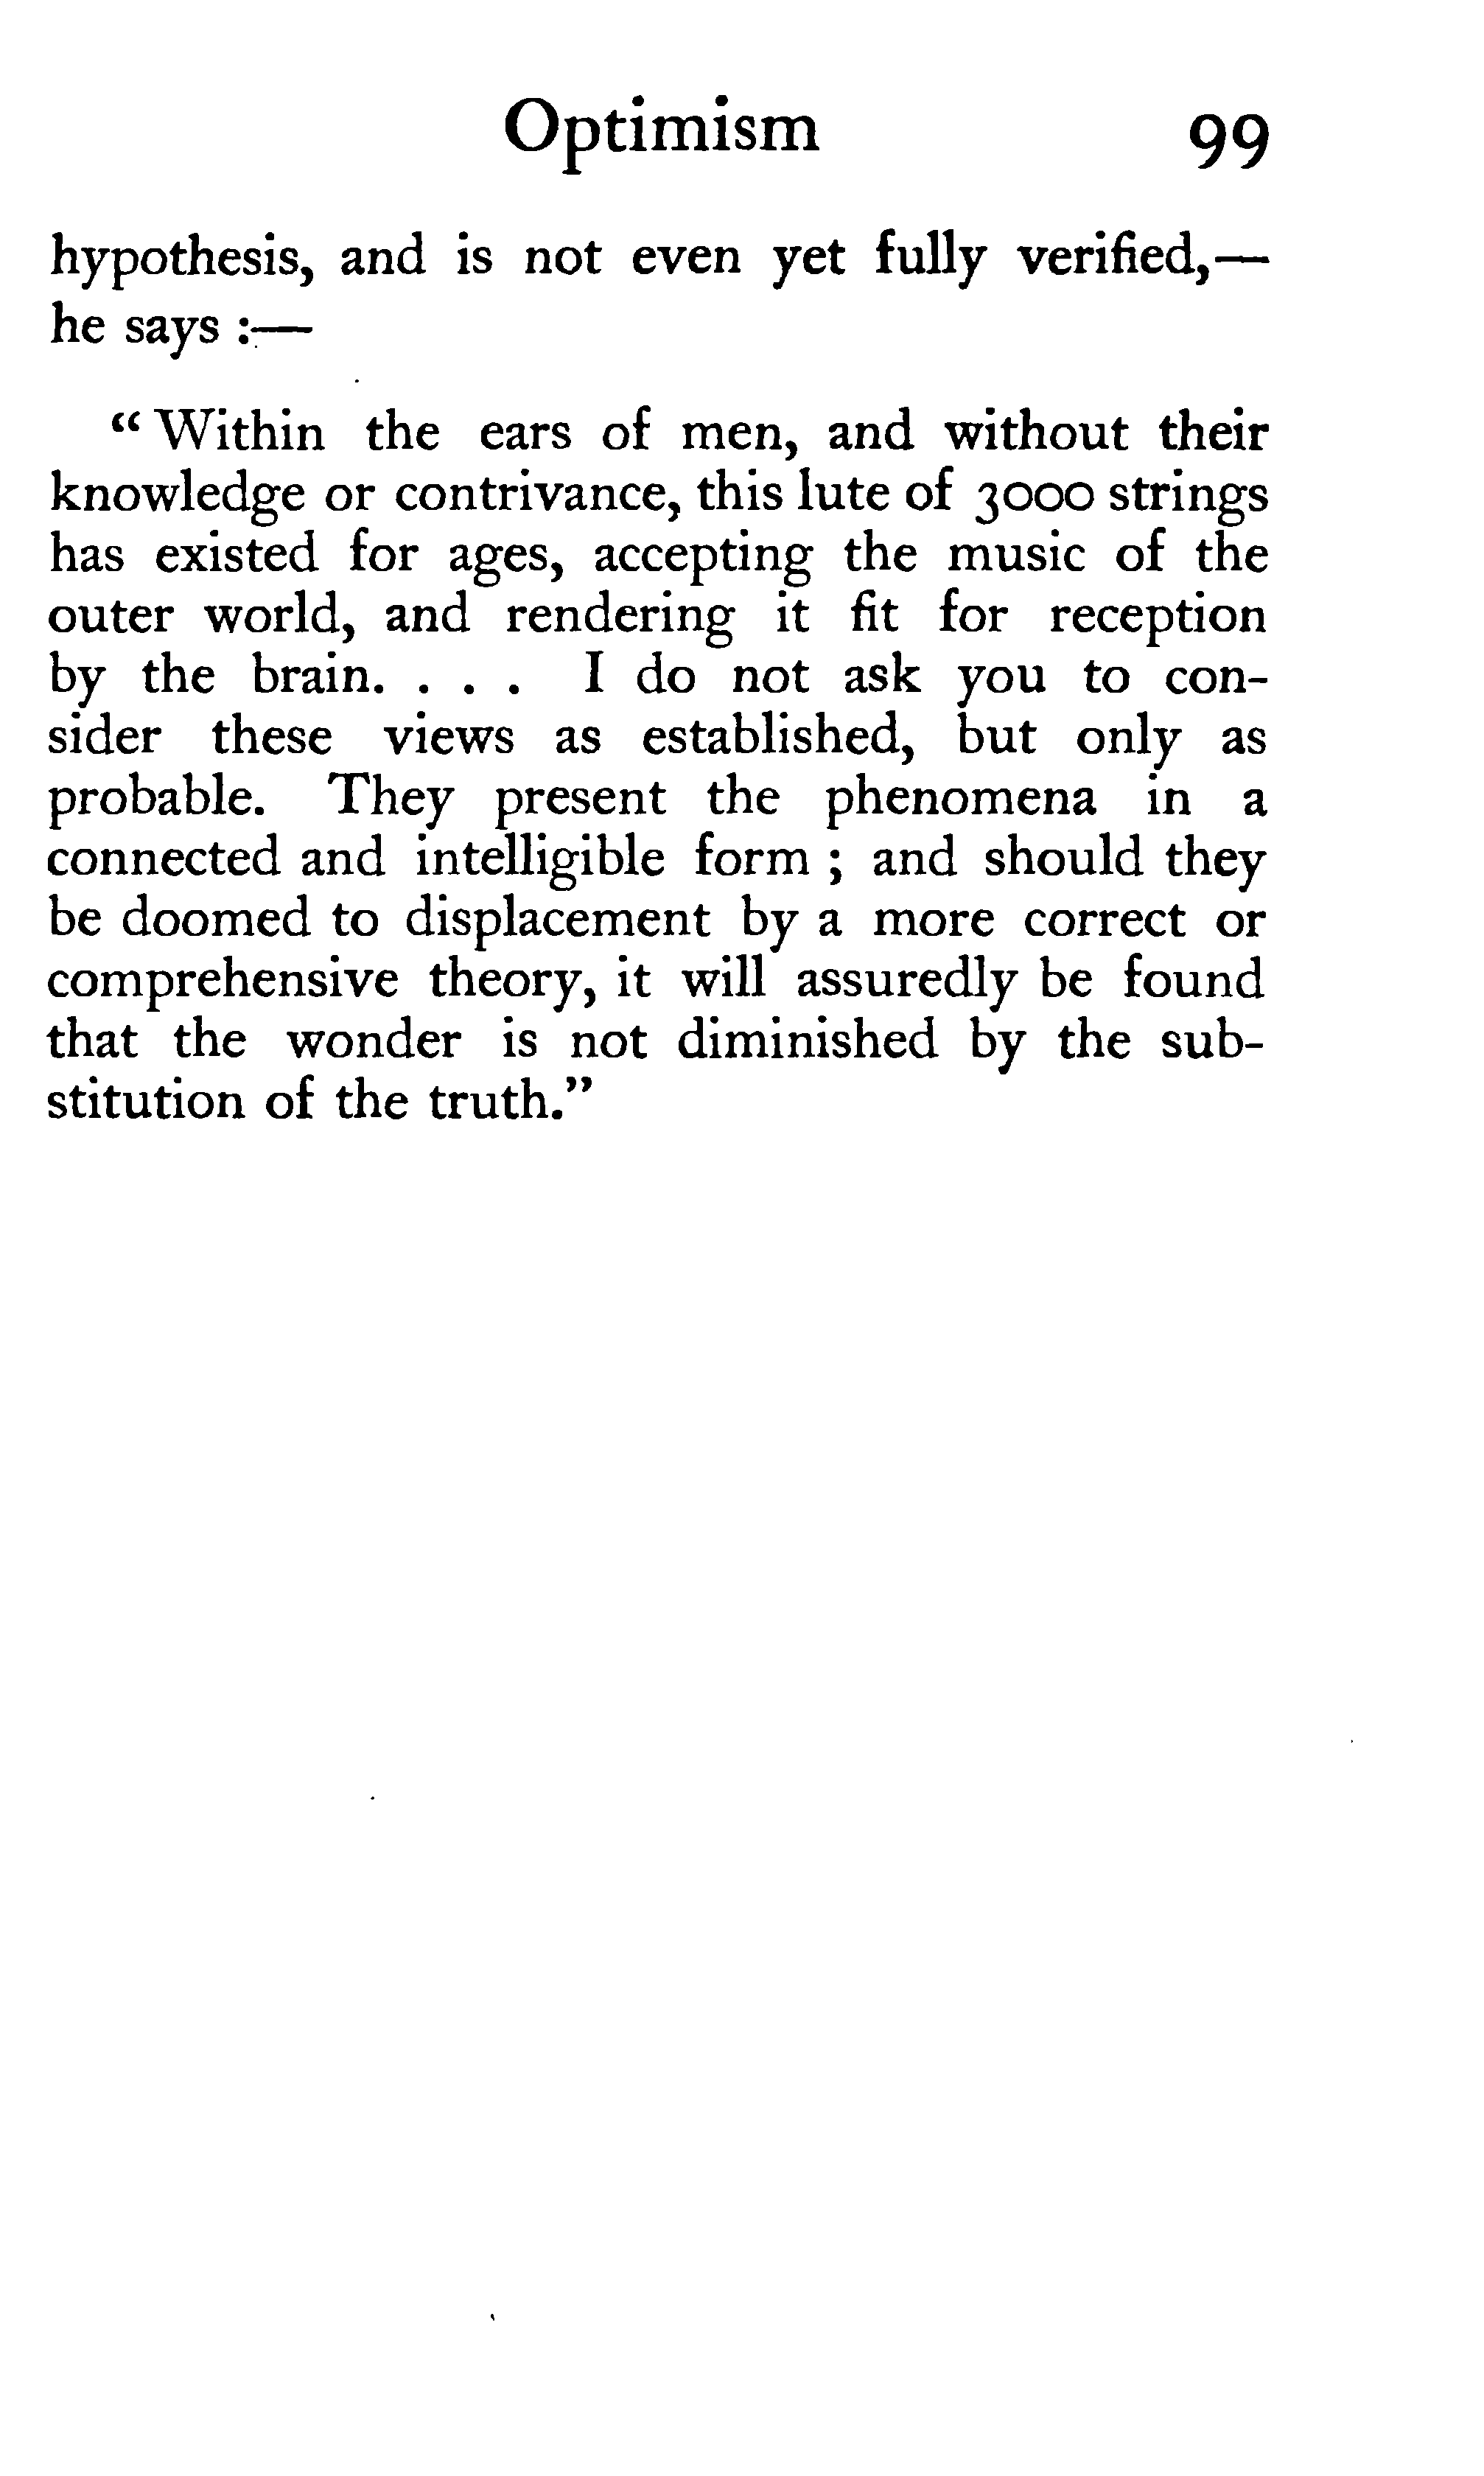 Optimism 99
hypothesis, and is not even yet fully verified,—
he says :—
“ Within the ears of men, and without their
knowledge or contrivance, this lute of 3000 strings
has existed for ages, accepting the music of the
outer world, and rendering it fit for reception
by the brain. . . . I do not ask you to con-
sider these views as established, but only as
probable. They present the phenomena in a
connected and intelligible form ; and should they
be doomed to displacement by a more correct or
comprehensive theory, it will assuredly be found
that the wonder is not diminished by the sub-
stitution of the truth.”